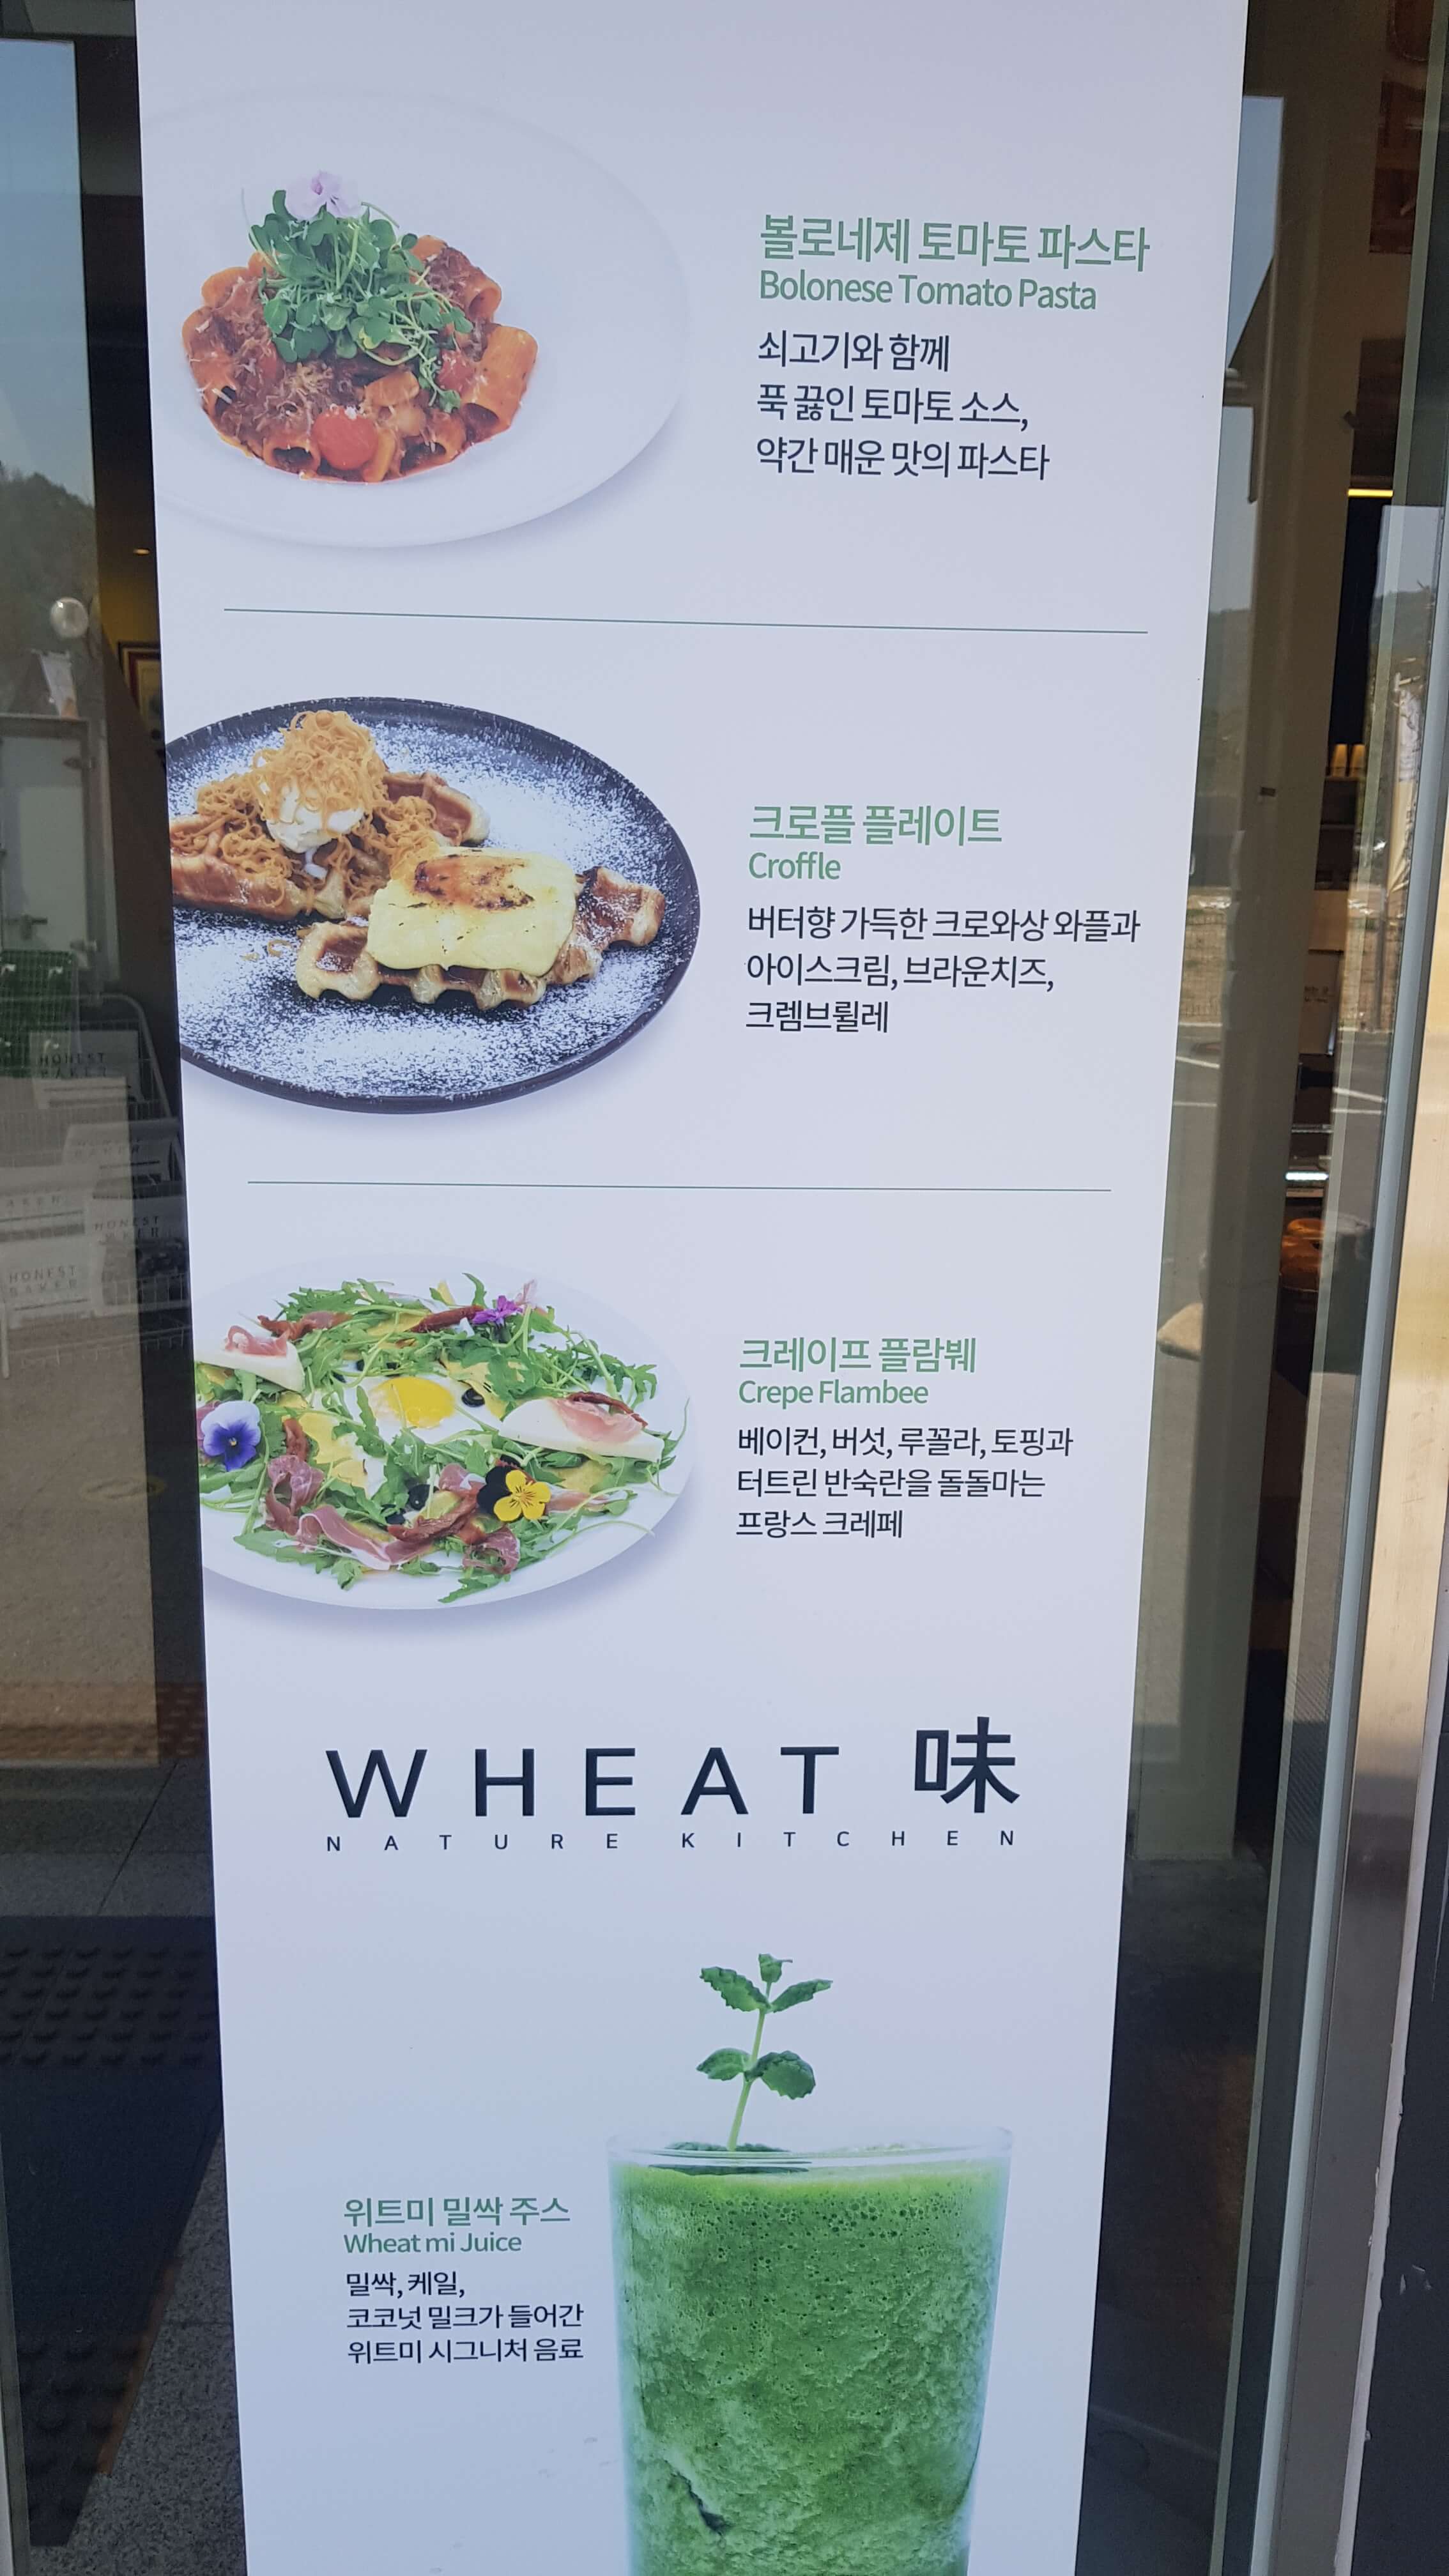 볼로네제 토마토 파스타
Bolonese Tomato Pasta
쇠고기와 함께
푹 끓인 토마토 소스,
약간 매운 맛의 파스타
크로플 플레이트
Croffle
버터향 가득한 크로와상 와플과
아이스크림, 브라운치즈,
크렘브륄레
크레이프 플람붸
Crepe Flambee
베이컨, 버섯, 루꼴라, 토핑과
터트린 반숙란을 돌돌마는
프랑스 크레페
WHEAT 味
NATURE KITCHEN
위트미 밀싹 주스
Wheat mi Juice
밀싹, 케일,
코코넛 밀크가 들어간
위트미 시그니처 음료
HONEST
BAKER
HONEST
HONEST
BAKER